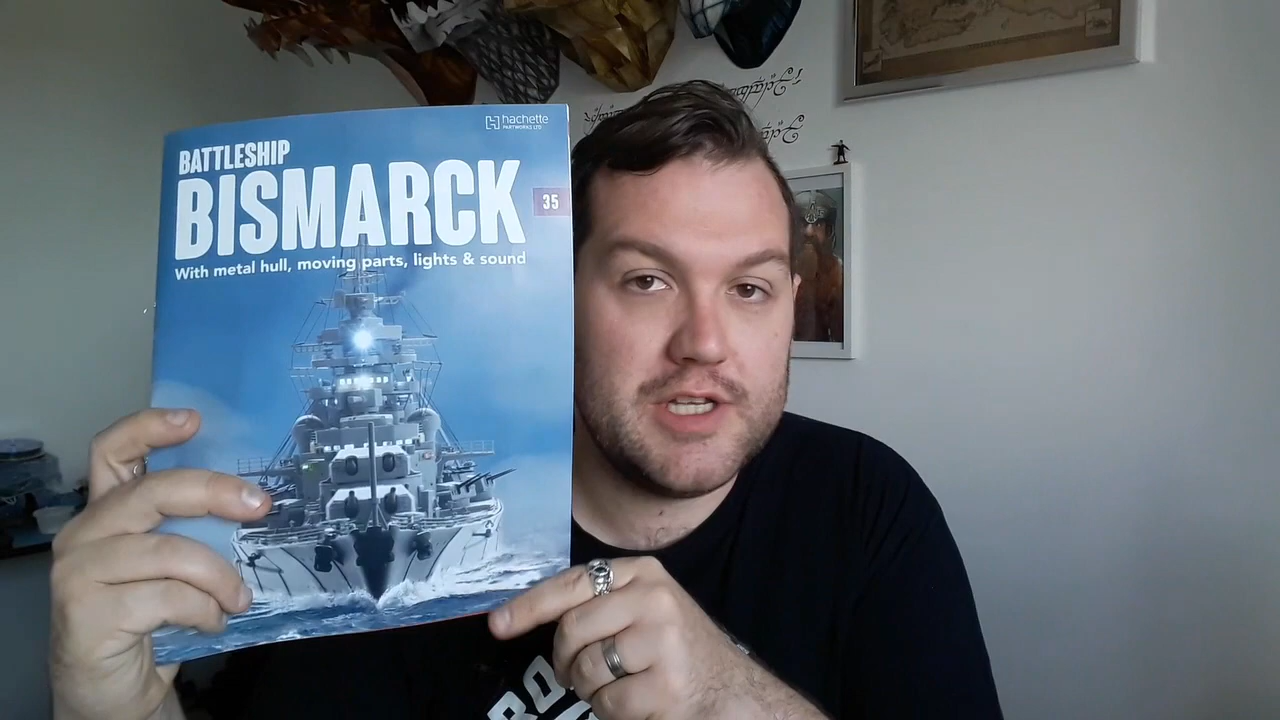 hachette
PARTWORKS LTD
BATTLESHIP
BISMARCK
35
With metal hull, moving parts, lights & sound